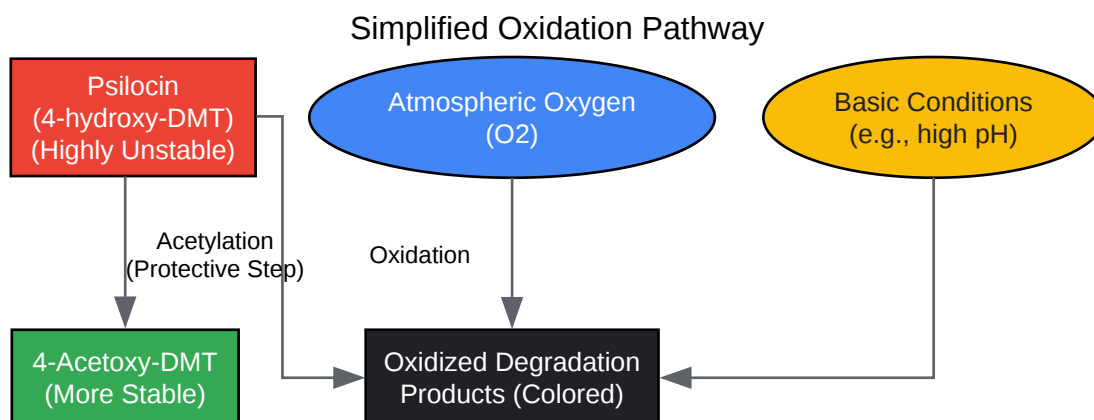 Simplified Oxidation Pathway
Psilocin
(4-hydroxy-DMT)
(Highly Unstable)
Atmospheric Oxygen
(O2)
Basic Conditions
(e.g., high pH)
Acetylation
(Protective Step)
Oxidation
4-Acetoxy-DMT
(More Stable)
Oxidized Degradation
Products (Colored)